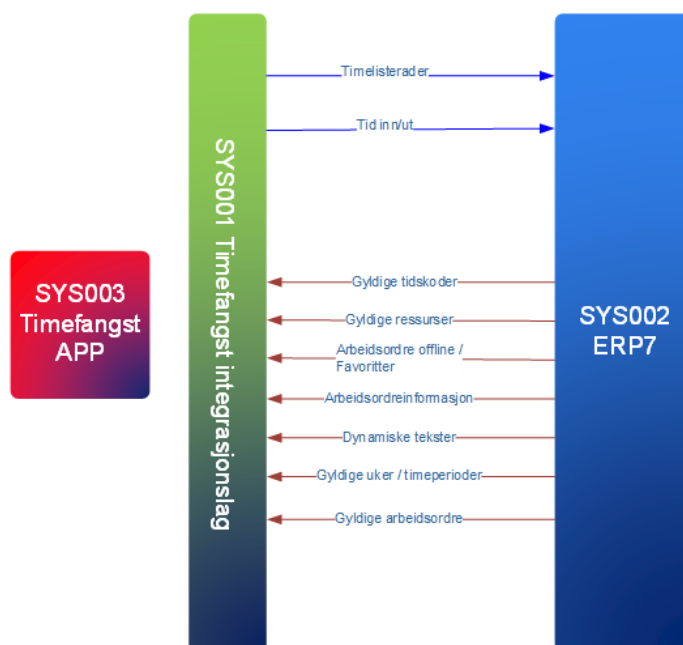 SYS003
Timefangst
APP
SYS001 Timefangst integrasjonslag
Timelisterader
Tid inn/ut
Gyldige tidskoder
Gyldige ressurser
Arbeidsordre offline /
Favoritter
Arbeidsordreinformasjon
Dynamiske tekster
Gyldige uker / timeperioder
Gyldige arbeidsordre
SYS002
ERP7